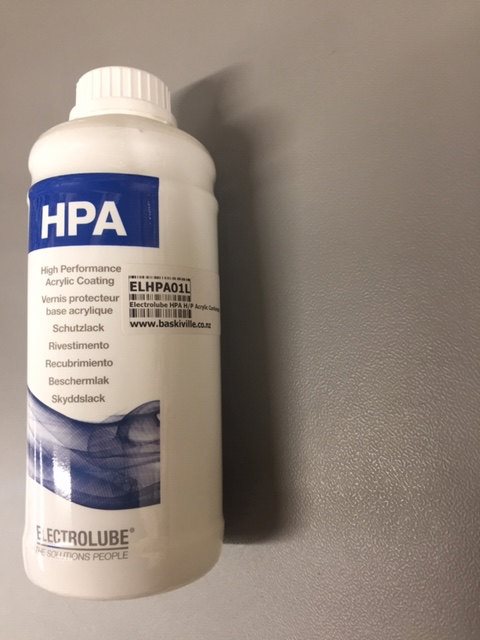 HPA
High Performance
Acrylic Coating
Vernis protecteur
base acrylique
Schutzlack
Rivestimento
Recubrimiento
Beschermlak
Skyddslack
ELHPA01L
Electrolube HPA H/P Acrylic Coating
www.baskiville.co.nz
ELECTROLUBE®
THE SOLUTIONS PEOPLE